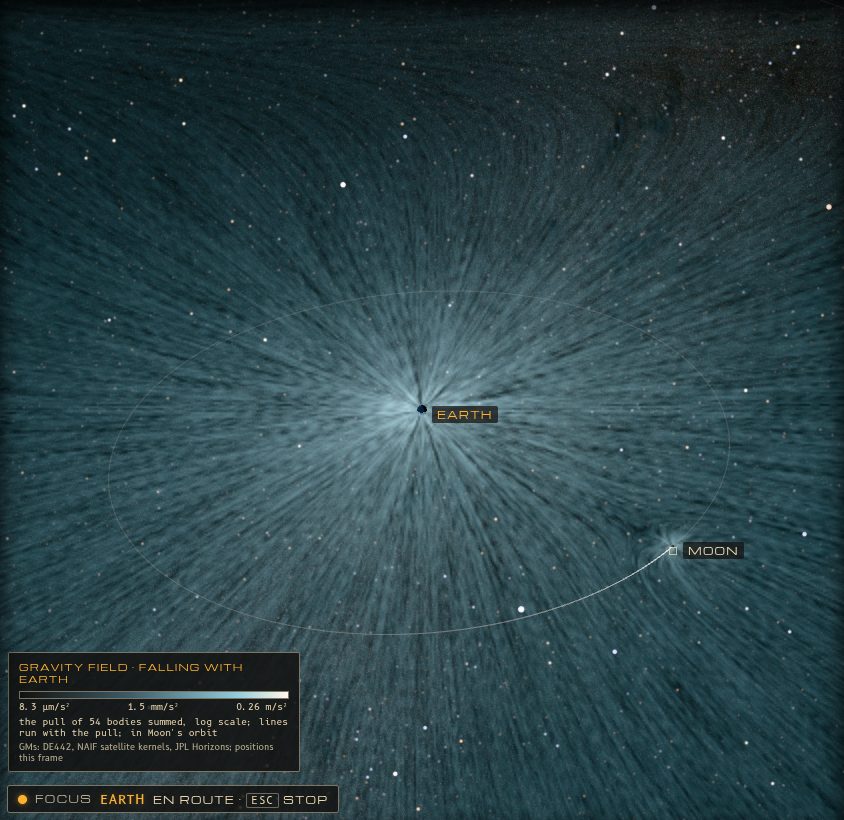 EARTH
MOON
GRAVITY FIELD · FALLING WITH
EARTH
8.3 µm/s² 1.5 mm/s² 0.26 m/s²
the pull of 54 bodies summed, log scale; lines
run with the pull; in Moon's orbit
GMs: DE442, NAIF satellite kernels, JPL Horizons; positions
this frame
FOCUS EARTH EN ROUTE · ESC STOP